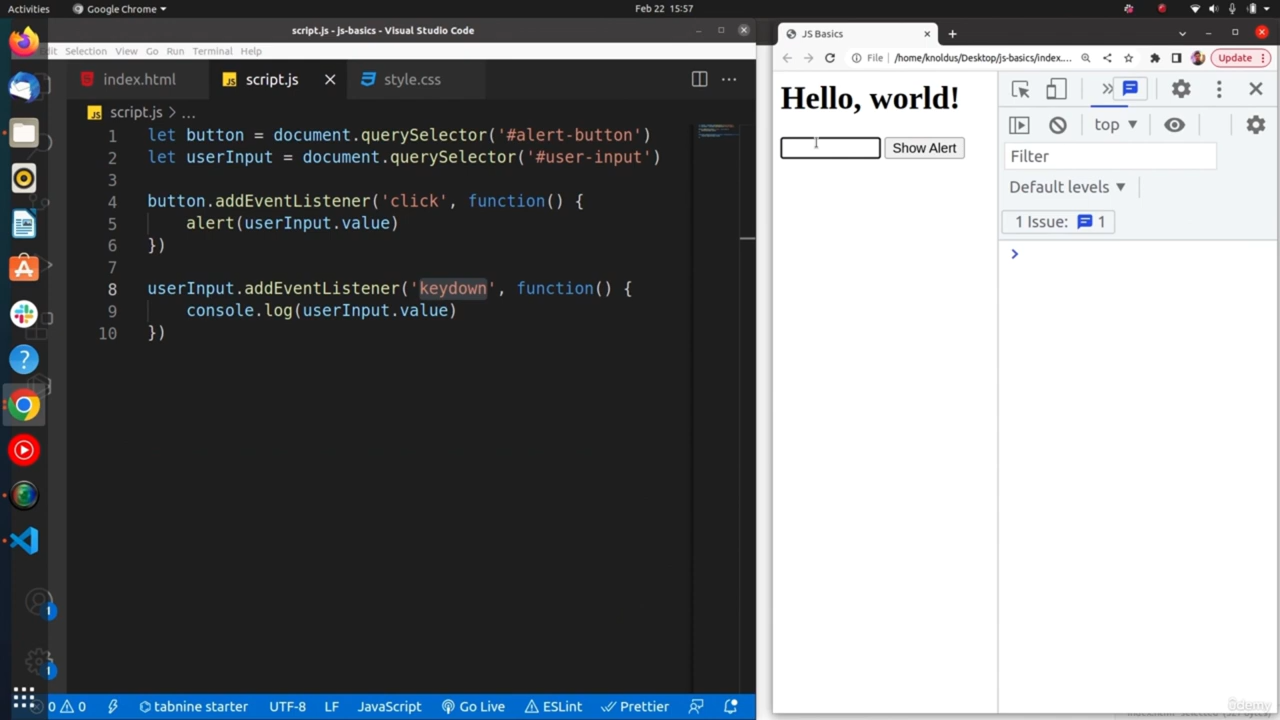 Activities
Google Chrome
Feb 22 15:57
script.js - js-basics - Visual Studio Code
Selection View Go Run Terminal Help
index.html
script.js
style.css
script.js > ...
1 let button = document.querySelector('#alert-button')
2 let userInput = document.querySelector('#user-input')
3
4 button.addEventListener('click', function() {
5 alert(userInput.value)
6 })
7
8 userInput.addEventListener('keydown', function() {
9 console.log(userInput.value)
10 })
1
1
0 0
tabnine starter
UTF-8
LF
JavaScript
Go Live
ESLint
Prettier
JS Basics
File /home/knoldus/Desktop/js-basics/index....
Update
Hello, world!
Show Alert
top
Filter
Default levels
1 Issue: 1
ûdemy